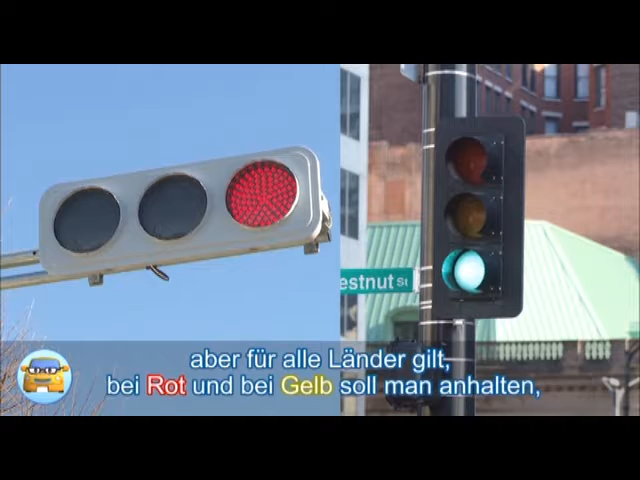 estnut St
aber für alle Länder gilt,
bei Rot und bei Gelb soll man anhalten,